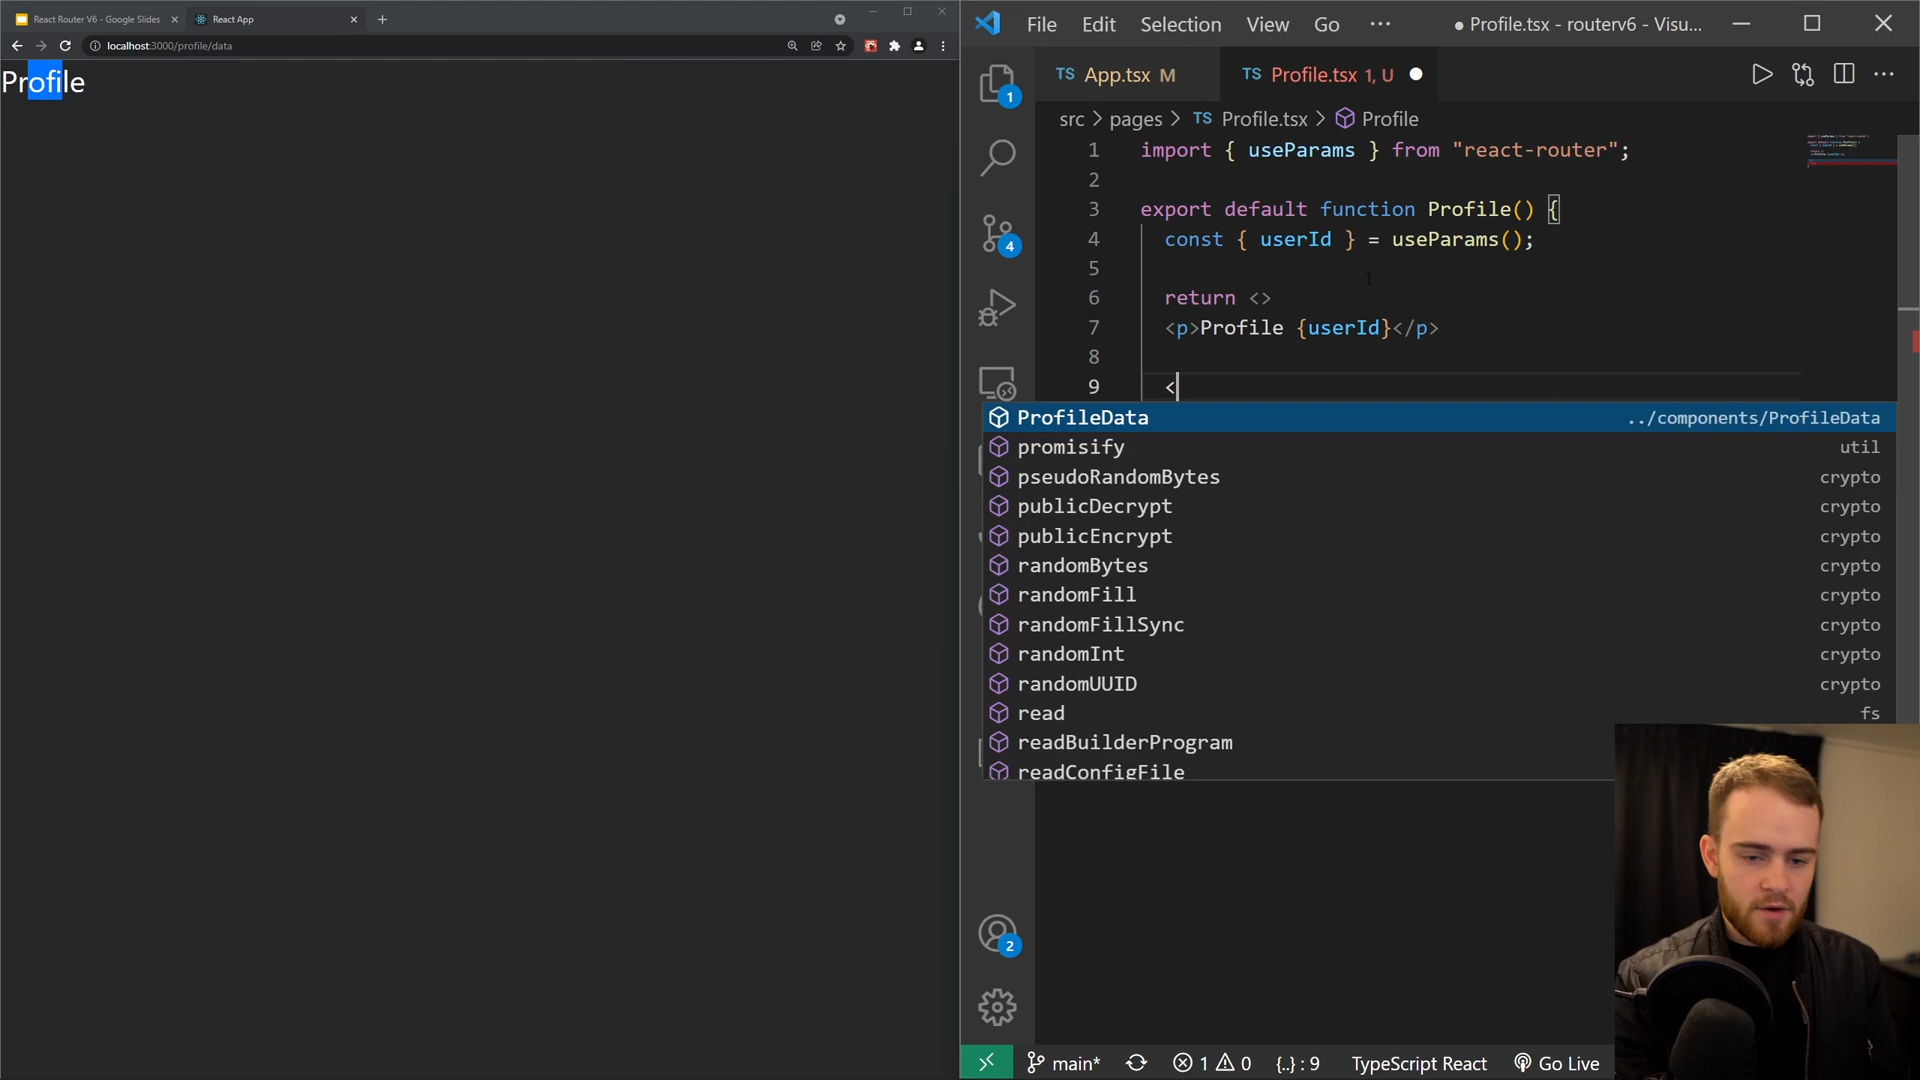 React Router V6 - Google Slides
React App
localhost:3000/profile/data
Profile
File Edit Selection View Go ···
● Profile.tsx - routerv6 - Visu...
TS App.tsx M
TS Profile.tsx 1, U
src > pages > TS Profile.tsx > Profile
1 import { useParams } from "react-router";
2
3 export default function Profile() {
4 const { userId } = useParams();
5
6 return <>
7 <p>Profile {userId}</p>
8
9 <
ProfileData ../components/ProfileData
promisify util
pseudoRandomBytes crypto
publicDecrypt crypto
publicEncrypt crypto
randomBytes crypto
randomFill crypto
randomFillSync crypto
randomInt crypto
randomUUID crypto
read fs
readBuilderProgram
readConfigFile
1
4
2
main* 1 0 {..} : 9 TypeScript React Go Live